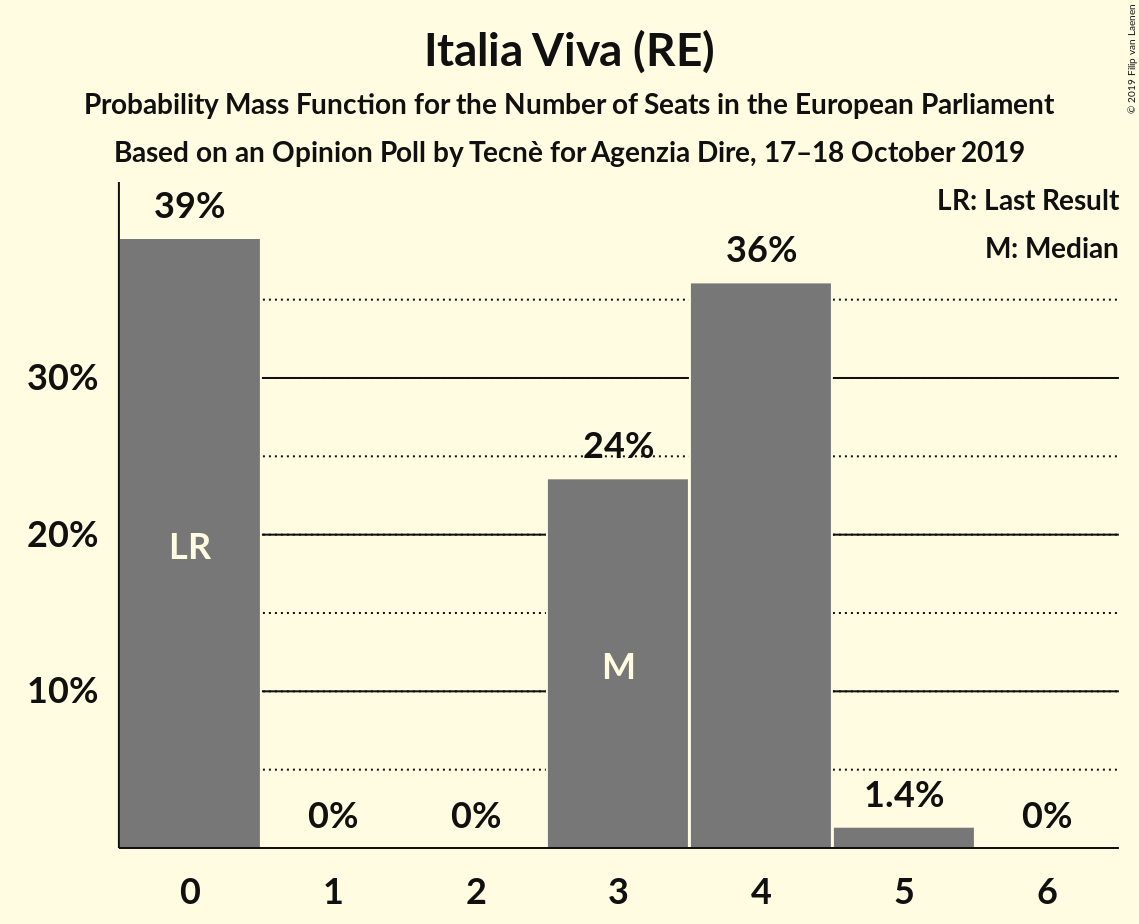 Italia Viva (RE)
Probability Mass Function for the Number of Seats in the European Parliament
Based on an Opinion Poll by Tecnè for Agenzia Dire, 17–18 October 2019
© 2019 Filip van Laenen
LR: Last Result
M: Median
39%
36%
30%
24%
20%
LR
M
10%
0%
0%
1.4%
0%
0
1
2
3
4
5
6